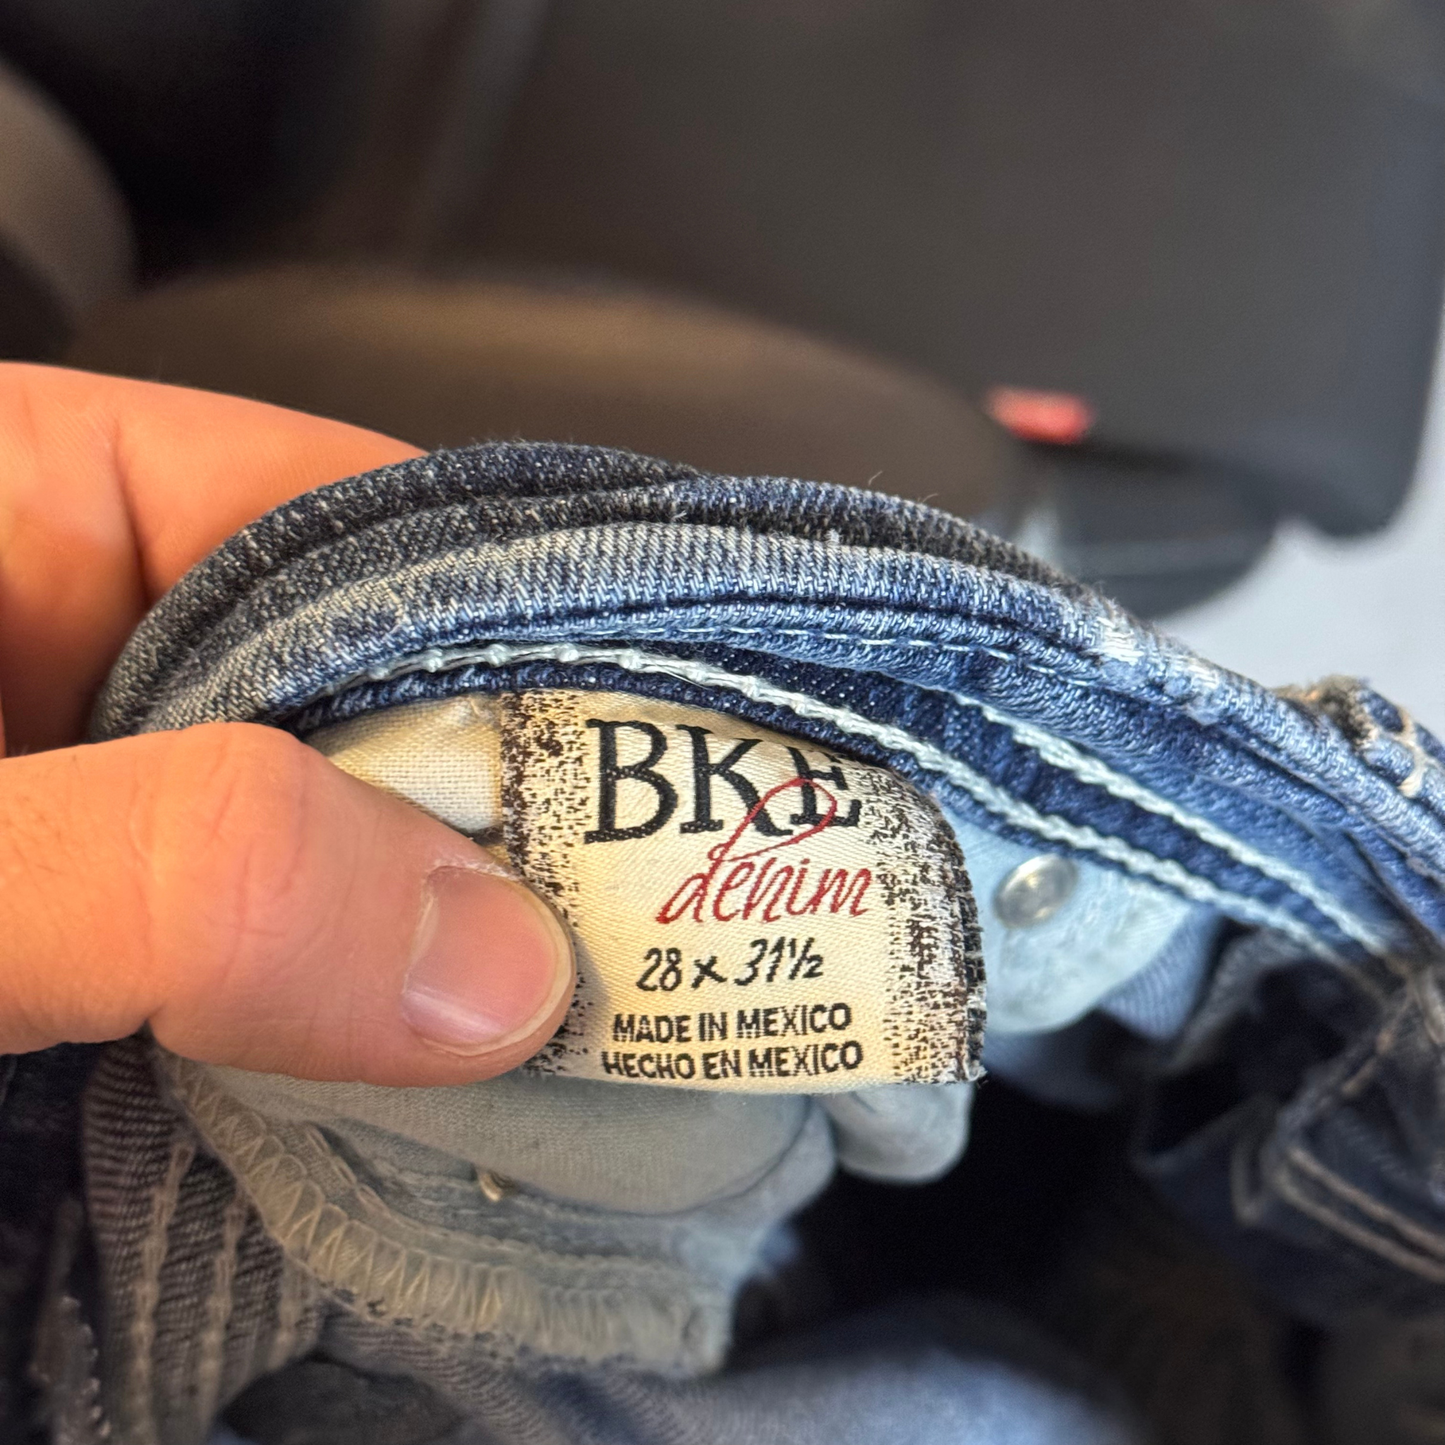 BKE
denim
28 x 31½
MADE IN MEXICO
HECHO EN MEXICO